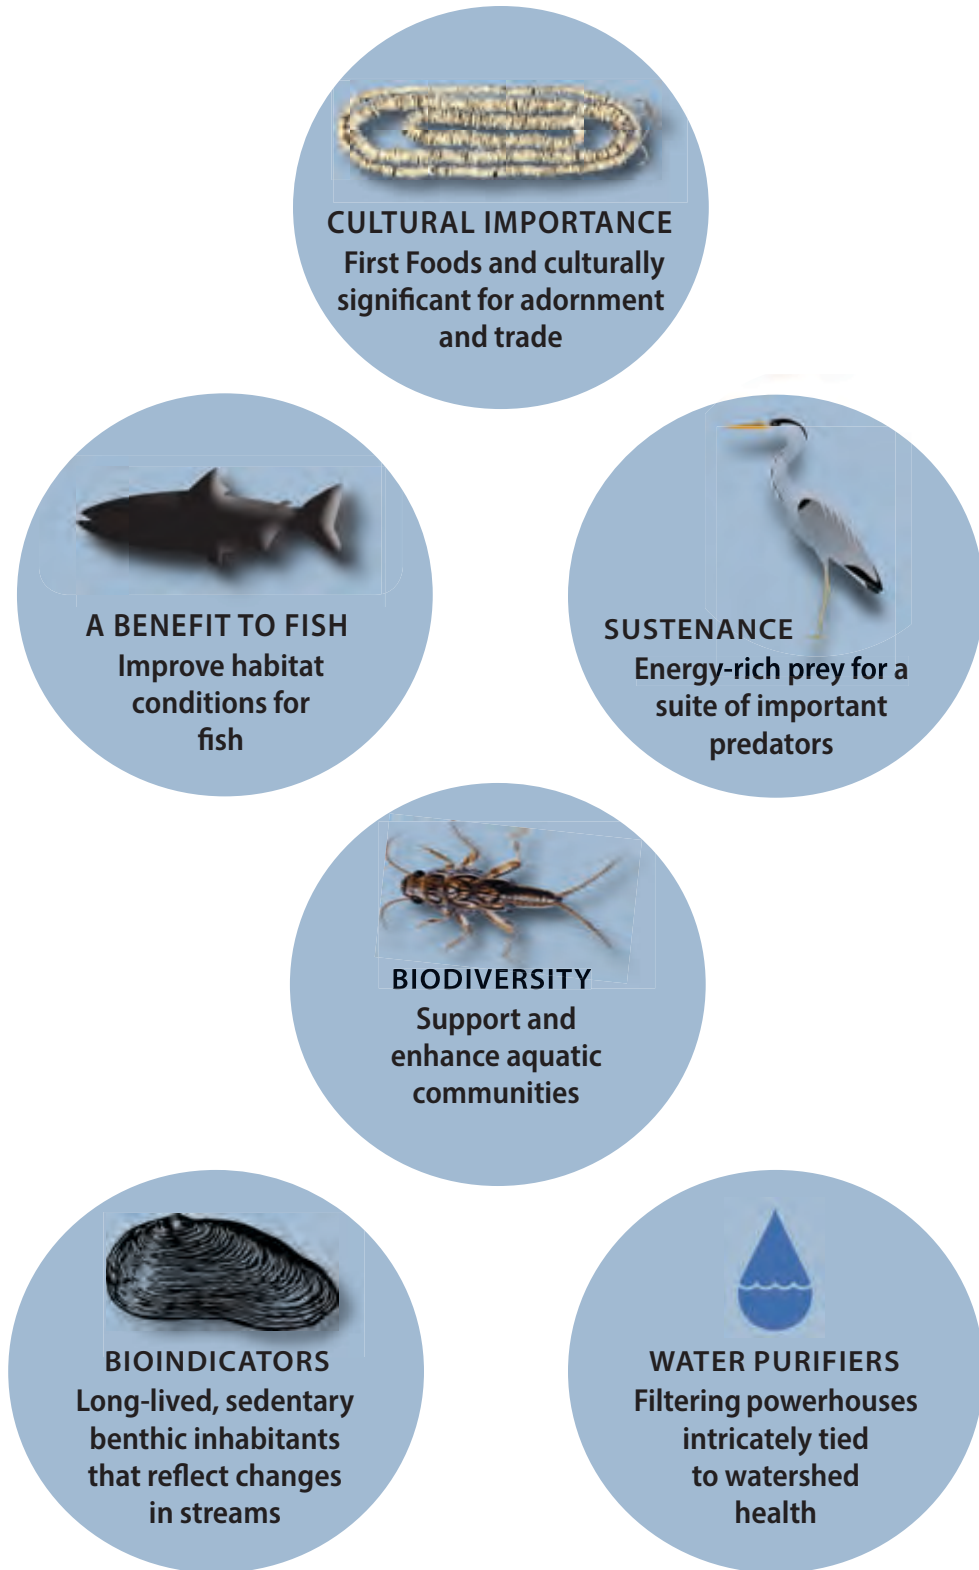 CULTURAL IMPORTANCE
First Foods and culturally
significant for adornment
and trade
A BENEFIT TO FISH
Improve habitat
conditions for
fish
SUSTENANCE
Energy-rich prey for a
suite of important
predators
BIODIVERSITY
Support and
enhance aquatic
communities
BIOINDICATORS
Long-lived, sedentary
benthic inhabitants
that reflect changes
in streams
WATER PURIFIERS
Filtering powerhouses
intricately tied
to watershed
health